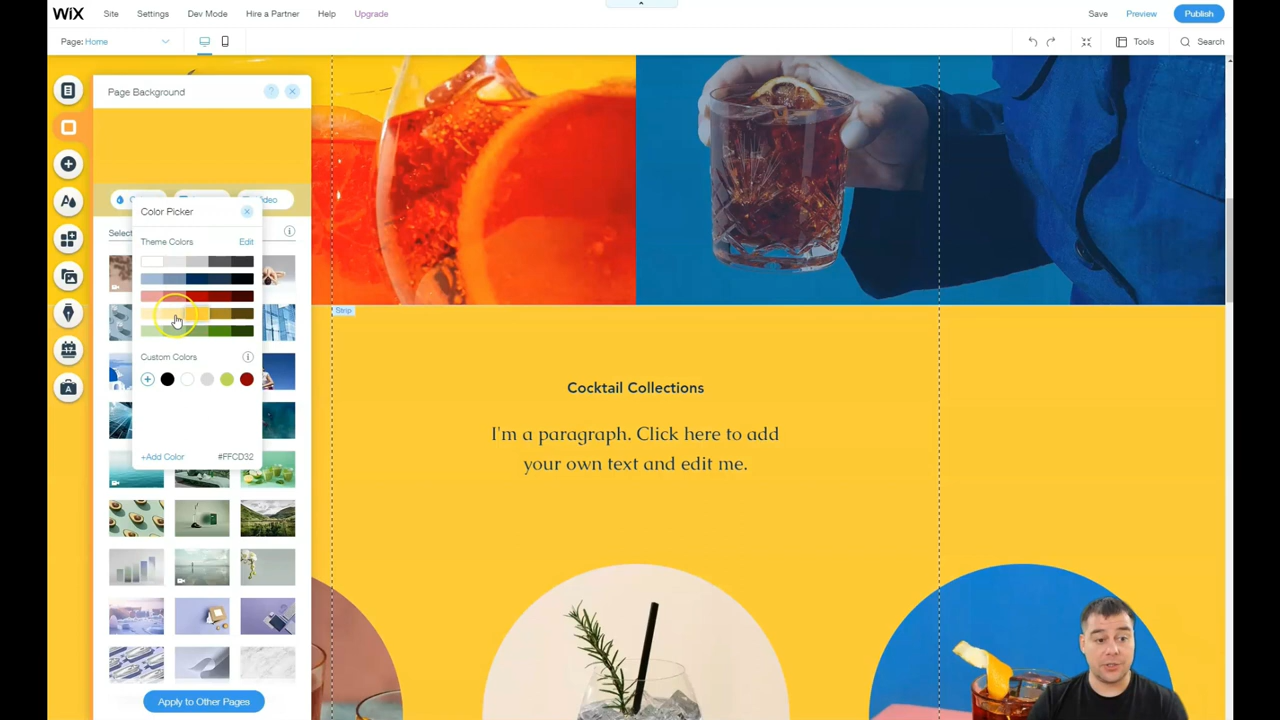 WiX
Site
Settings
Dev Mode
Hire a Partner
Help
Upgrade
Save
Preview
Publish
Page: Home
Tools
Search
Page Background
?
Color Picker
Theme Colors
Edit
Custom Colors
+Add Color
#FFCD32
Apply to Other Pages
Strip
Cocktail Collections
I'm a paragraph. Click here to add
your own text and edit me.